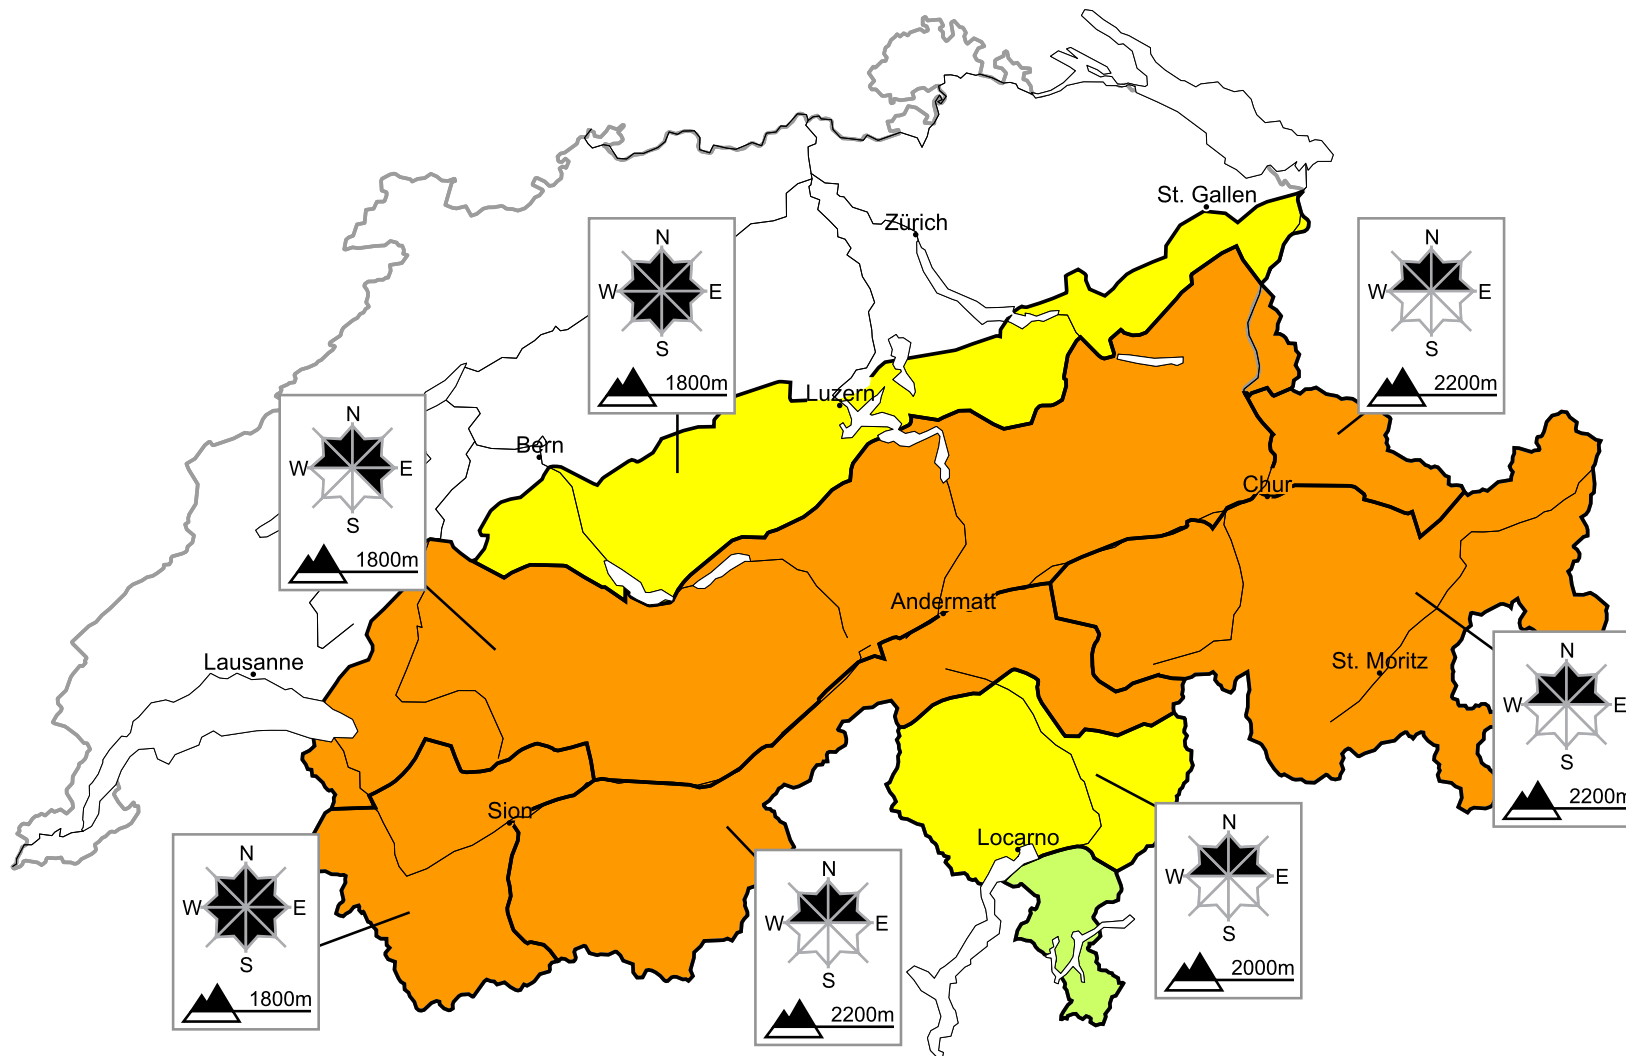 St. Gallen
Zürich
N
W E
S
1800m
N
W E
S
2200m
Luzern
N
W E
S
1800m
Bern
Chur
Andermatt
Lausanne
St. Moritz
N
W E
S
2200m
Sion
Locarno
N
W E
S
2000m
N
W E
S
1800m
N
W E
S
2200m